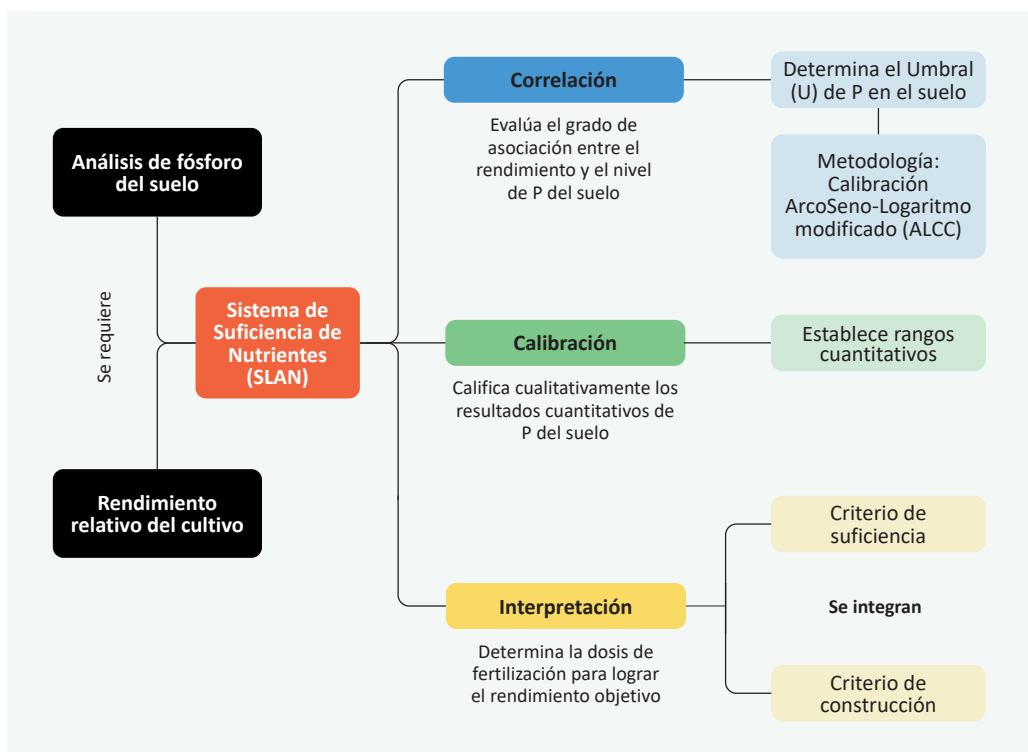 Análisis de fósforo
del suelo
Se requiere
Rendimiento
relativo del cultivo
Sistema de
Suficiencia de
Nutrientes
(SLAN)
Correlación
Evalúa el grado de
asociación entre el
rendimiento y el nivel
de P del suelo
Determina el Umbral
(U) de P en el suelo
Metodología:
Calibración
ArcoSeno-Logaritmo
modificado (ALCC)
Calibración
Califica cualitativamente los
resultados cuantitativos de
P del suelo
Establece rangos
cuantitativos
Interpretación
Determina la dosis de
fertilización para lograr
el rendimiento objetivo
Criterio de
suficiencia
Se integran
Criterio de
construcción